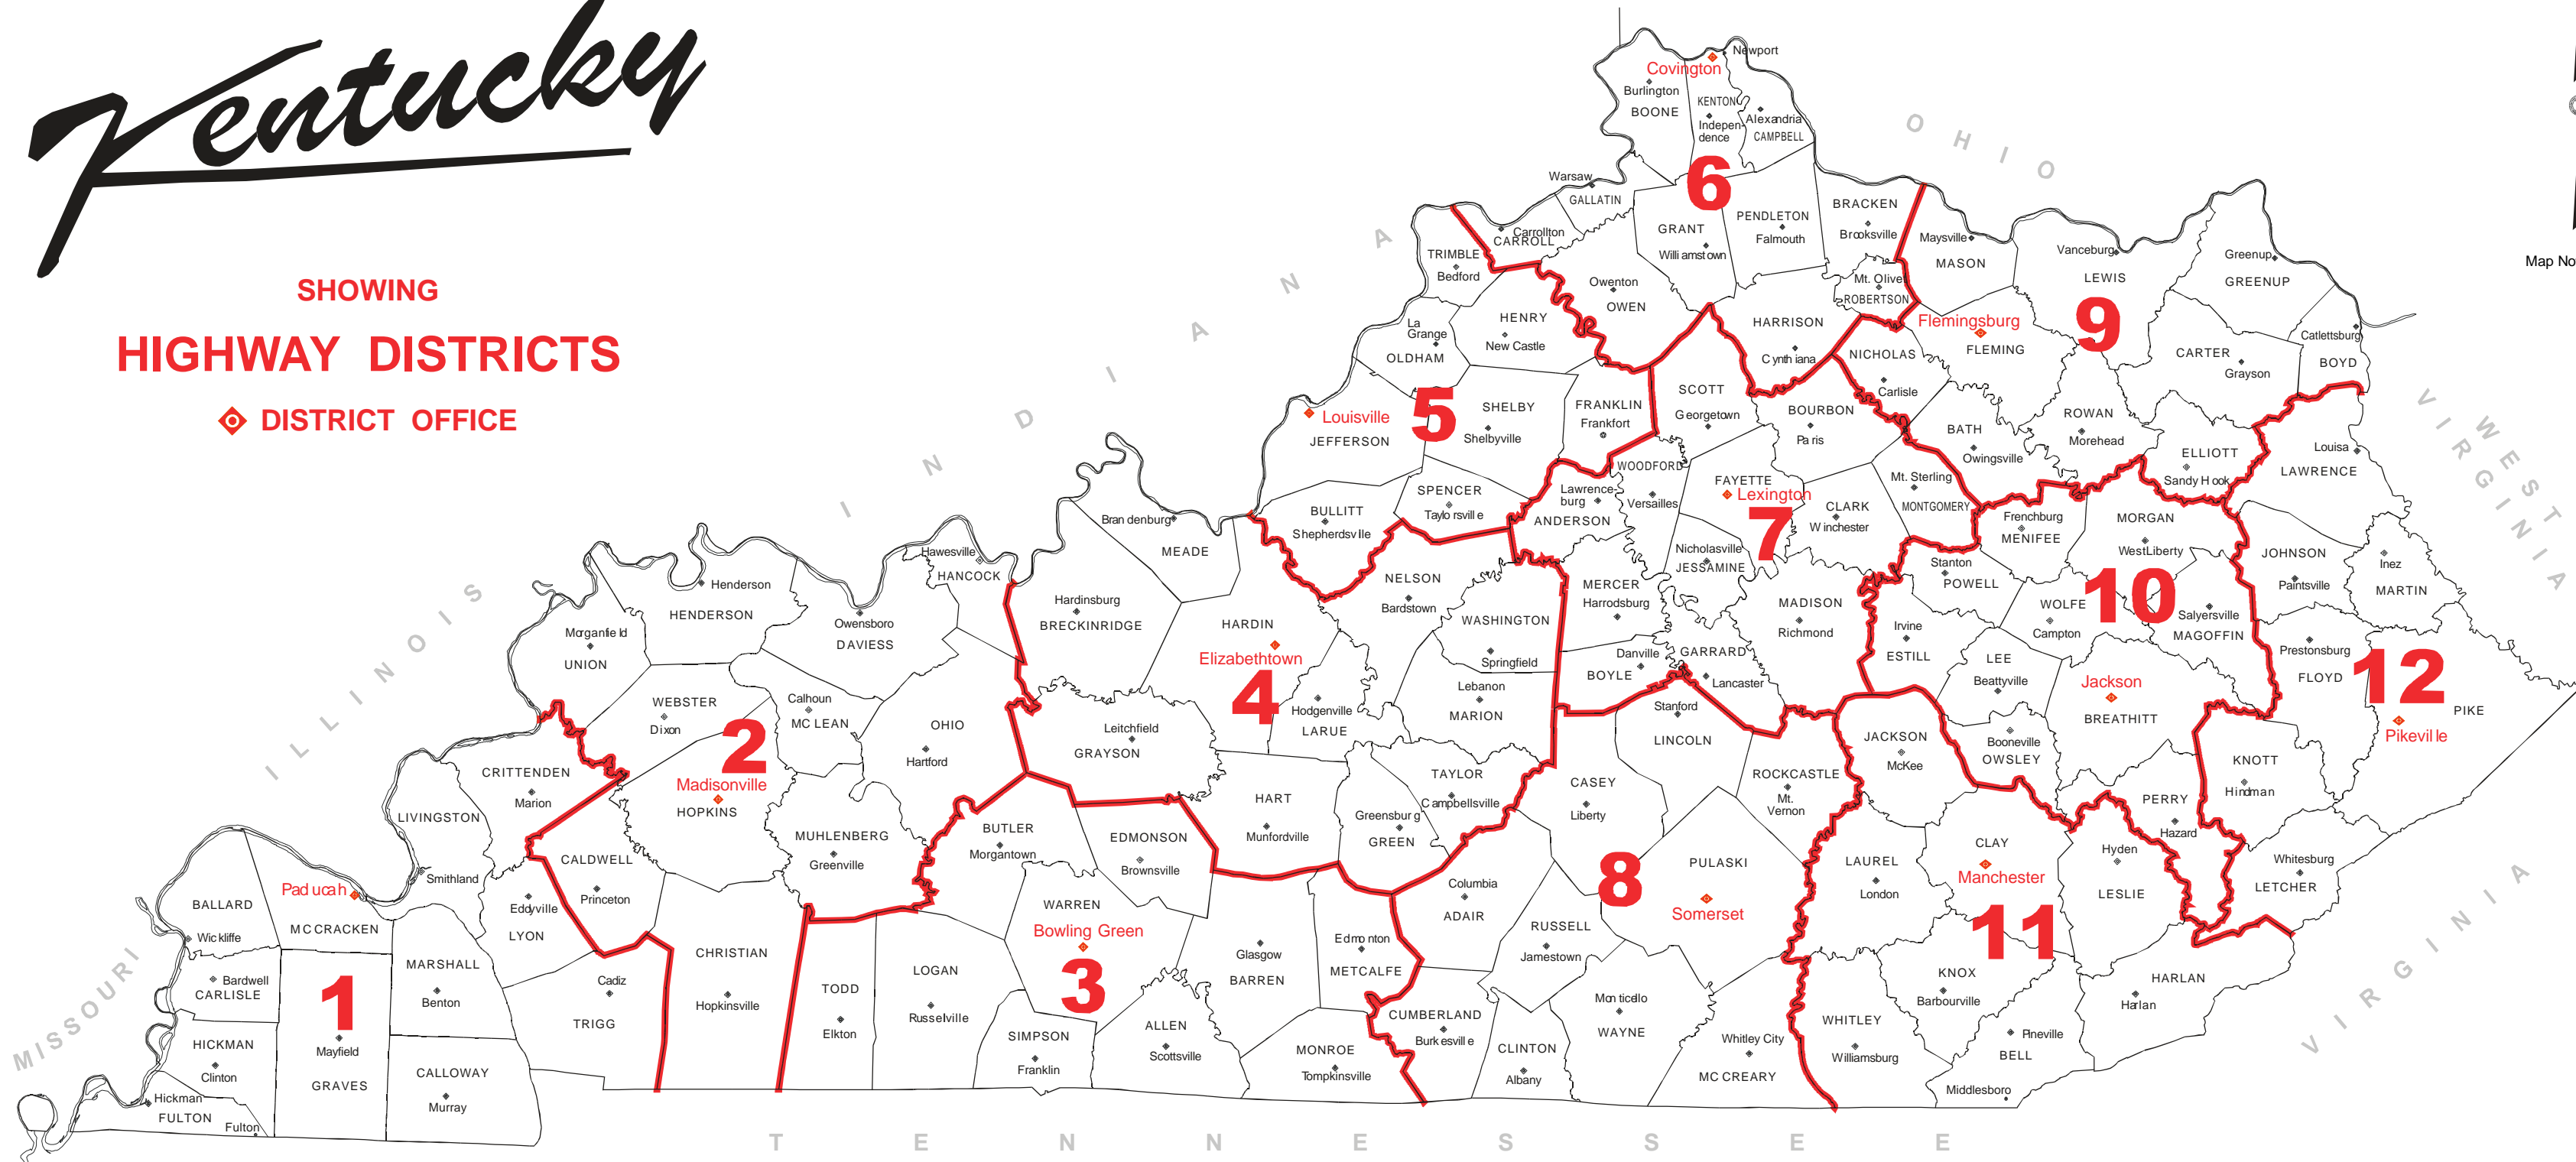 Kentucky
SHOWING
HIGHWAY DISTRICTS
DISTRICT OFFICE
Map No
OHIO
INDIANA
ILLINOIS
MISSOURI
TENNESSEE
VIRGINIA
WEST
VIRGINIA
1
Paducah
BALLARD
Wickliffe
MC CRACKEN
Bardwell
CARLISLE
HICKMAN
Clinton
Hickman
FULTON
Fulton
Mayfield
GRAVES
MARSHALL
Benton
CALLOWAY
Murray
LIVINGSTON
Smithland
CRITTENDEN
Marion
Eddyville
LYON
Cadiz
TRIGG
2
Madisonville
HOPKINS
Henderson
HENDERSON
Morganfield
UNION
WEBSTER
Dixon
Calhoun
MC LEAN
Owensboro
DAVIESS
Hawesville
HANCOCK
OHIO
Hartford
MUHLENBERG
Greenville
CALDWELL
Princeton
CHRISTIAN
Hopkinsville
3
Bowling Green
WARREN
BUTLER
Morgantown
EDMONSON
Brownsville
TODD
Elkton
LOGAN
Russellville
SIMPSON
Franklin
ALLEN
Scottsville
Glasgow
BARREN
Edmonton
METCALFE
MONROE
Tompkinsville
4
Elizabethtown
HARDIN
Brandenburg
MEADE
Hardinsburg
BRECKINRIDGE
Leitchfield
GRAYSON
Hodgenville
LARUE
NELSON
Bardstown
WASHINGTON
Springfield
Lebanon
MARION
TAYLOR
Campbellsville
Greensburg
GREEN
HART
Munfordville
5
Louisville
JEFFERSON
TRIMBLE
Bedford
HENRY
New Castle
La
Grange
OLDHAM
SHELBY
Shelbyville
FRANKLIN
Frankfort
SPENCER
Taylorsville
BULLITT
Shepherdsville
6
Covington
Newport
Burlington
BOONE
KENTON
Indepen-
dence
Alexandria
CAMPBELL
Warsaw
GALLATIN
Carrollton
CARROLL
GRANT
Williamstown
PENDLETON
Falmouth
BRACKEN
Brooksville
Owenton
OWEN
Mt. Olivet
ROBERTSON
HARRISON
Cynthiana
7
Lexington
FAYETTE
SCOTT
Georgetown
BOURBON
Paris
WOODFORD
Versailles
Lawrence-
burg
ANDERSON
CLARK
Winchester
Mt. Sterling
MONTGOMERY
Nicholasville
JESSAMINE
MERCER
Harrodsburg
MADISON
Richmond
Danville
BOYLE
GARRARD
Lancaster
8
Somerset
PULASKI
Stanford
LINCOLN
CASEY
Liberty
ROCKCASTLE
Mt.
Vernon
Columbia
ADAIR
RUSSELL
Jamestown
CUMBERLAND
Burkesville
CLINTON
Albany
Monticello
WAYNE
Whitley City
MC CREARY
9
Flemingsburg
FLEMING
Maysville
MASON
Vanceburg
LEWIS
Greenup
GREENUP
Catlettsburg
BOYD
CARTER
Grayson
NICHOLAS
Carlisle
BATH
Owingsville
ROWAN
Morehead
ELLIOTT
Sandy Hook
10
Jackson
BREATHITT
Frenchburg
MENIFEE
MORGAN
WestLiberty
Stanton
POWELL
WOLFE
Campton
Salyersville
MAGOFFIN
Irvine
ESTILL
LEE
Beattyville
Booneville
OWSLEY
PERRY
Hazard
11
Manchester
CLAY
JACKSON
McKee
LAUREL
London
Hyden
LESLIE
KNOX
Barbourville
WHITLEY
Williamsburg
Pineville
BELL
Middlesboro
HARLAN
Harlan
12
Pikeville
PIKE
Louisa
LAWRENCE
JOHNSON
Paintsville
Inez
MARTIN
Prestonsburg
FLOYD
KNOTT
Hindman
Whitesburg
LETCHER